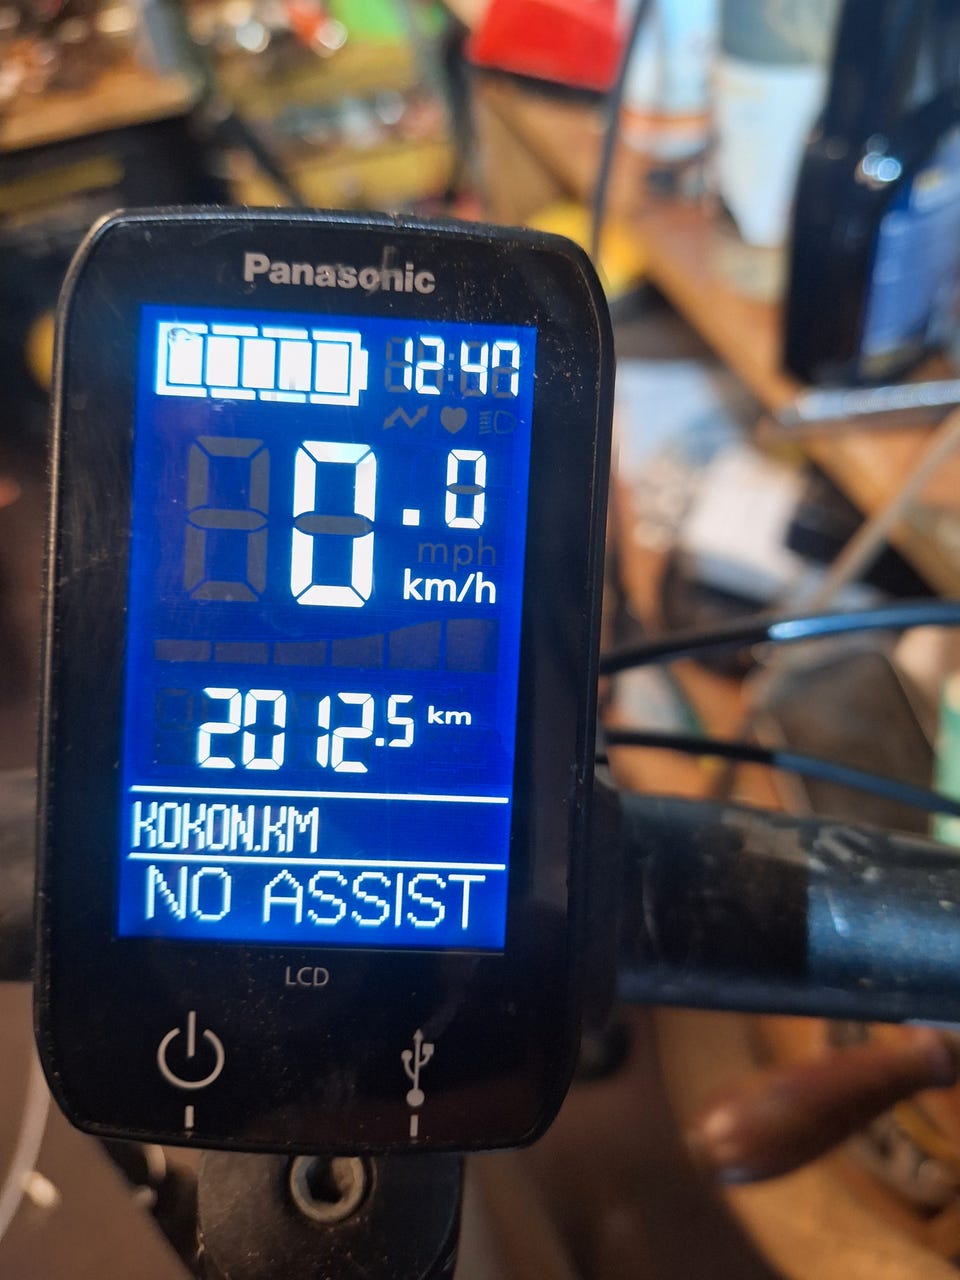 Panasonic
12:47
0.0
mph
km/h
2012.5 km
KOKON.KM
NO ASSIST
LCD